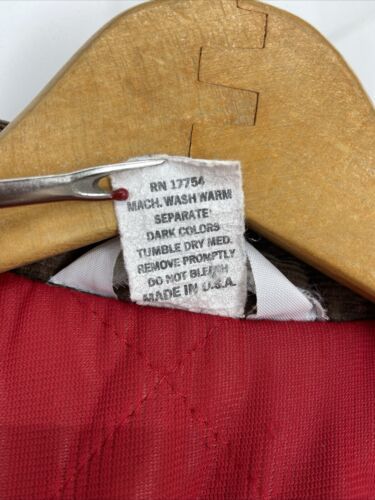 RN 17754
MACH. WASH WARM
SEPARATE
DARK COLORS
TUMBLE DRY MED.
REMOVE PROMPTLY
DO NOT BLEACH
MADE IN U.S.A.